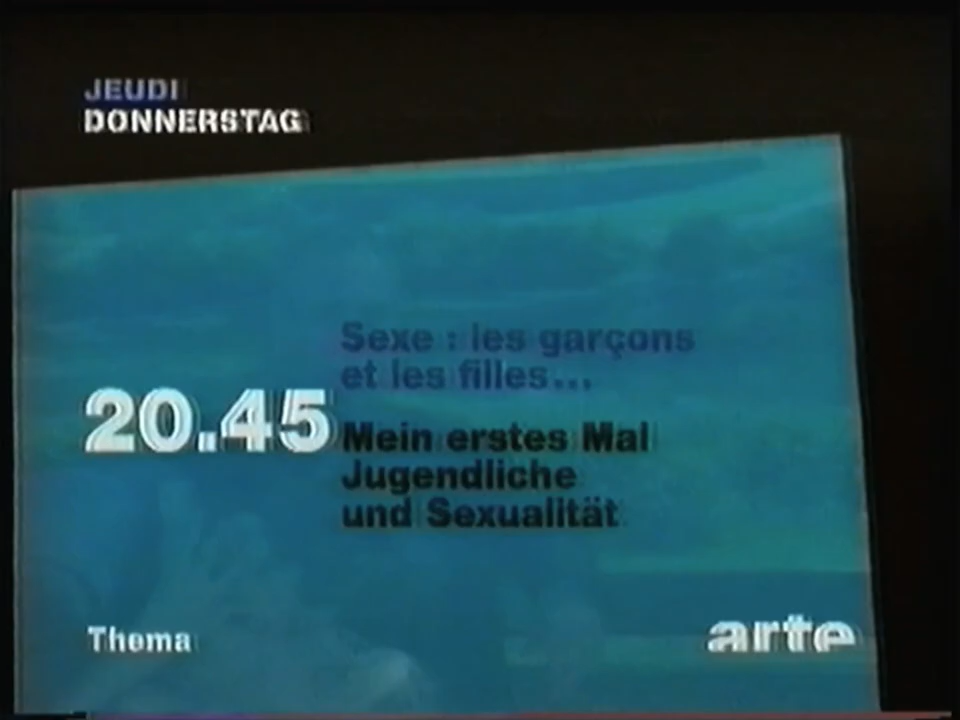 JEUDI
DONNERSTAG
Sexe : les garçons
et les filles...
20.45
Mein erstes Mal
Jugendliche
und Sexualität
Thema
arte